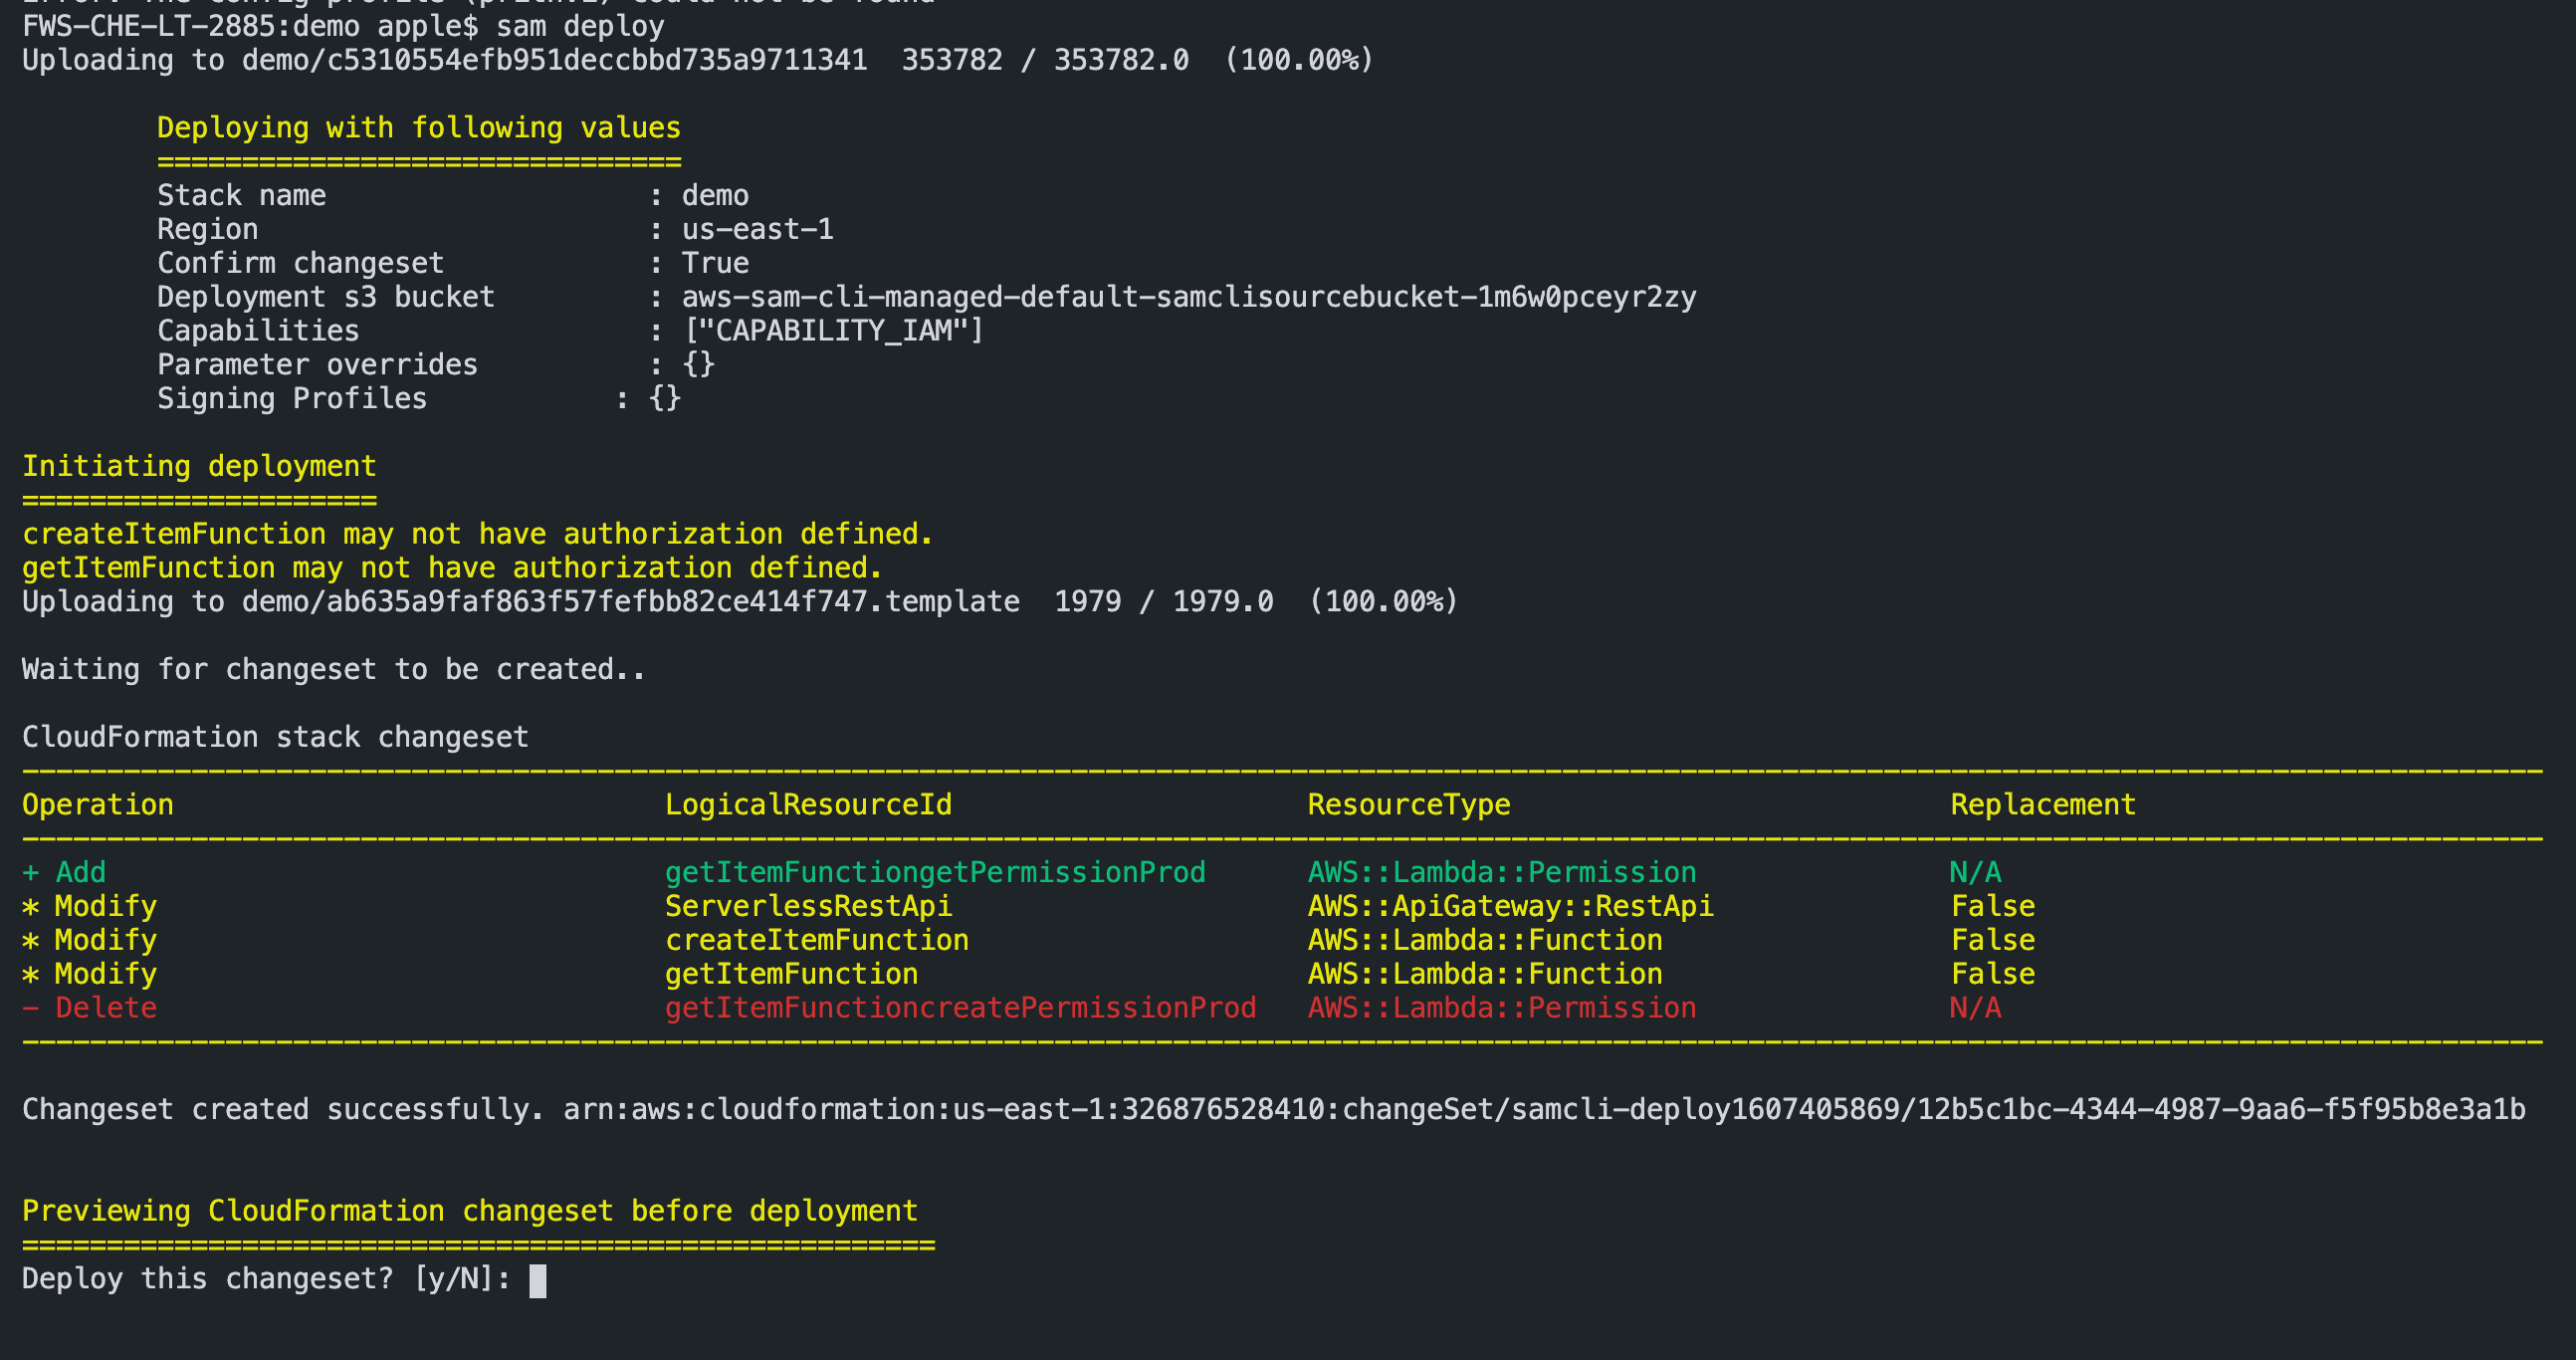 FWS-CHE-LT-2885:demo apple$ sam deploy
Uploading to demo/c5310554efb951deccbbd735a9711341  353782 / 353782.0  (100.00%)
Deploying with following values
===============================
Stack name                   : demo
Region                       : us-east-1
Confirm changeset            : True
Deployment s3 bucket         : aws-sam-cli-managed-default-samclisourcebucket-1m6w0pceyr2zy
Capabilities                 : ["CAPABILITY_IAM"]
Parameter overrides          : {}
Signing Profiles           : {}
Initiating deployment
=====================
createItemFunction may not have authorization defined.
getItemFunction may not have authorization defined.
Uploading to demo/ab635a9faf863f57fefbb82ce414f747.template  1979 / 1979.0  (100.00%)
Waiting for changeset to be created..
CloudFormation stack changeset
-----------------------------------------------------------------------------------------------------------------------------------------------------
Operation                             LogicalResourceId                     ResourceType                          Replacement
-----------------------------------------------------------------------------------------------------------------------------------------------------
+ Add                                 getItemFunctiongetPermissionProd      AWS::Lambda::Permission               N/A
* Modify                              ServerlessRestApi                     AWS::ApiGateway::RestApi              False
* Modify                              createItemFunction                    AWS::Lambda::Function                 False
* Modify                              getItemFunction                       AWS::Lambda::Function                 False
- Delete                              getItemFunctioncreatePermissionProd   AWS::Lambda::Permission               N/A
-----------------------------------------------------------------------------------------------------------------------------------------------------
Changeset created successfully. arn:aws:cloudformation:us-east-1:326876528410:changeSet/samcli-deploy1607405869/12b5c1bc-4344-4987-9aa6-f5f95b8e3a1b
Previewing CloudFormation changeset before deployment
======================================================
Deploy this changeset? [y/N]: